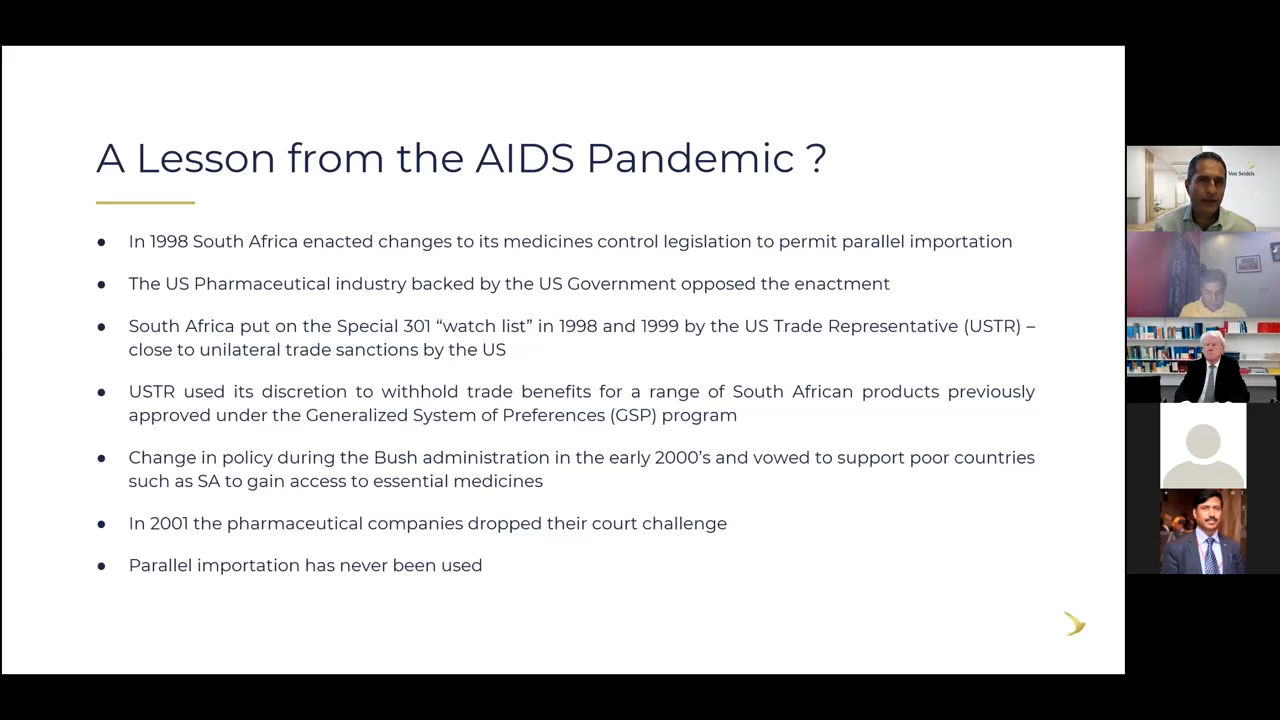 A Lesson from the AIDS Pandemic ?
● In 1998 South Africa enacted changes to its medicines control legislation to permit parallel importation
● The US Pharmaceutical industry backed by the US Government opposed the enactment
● South Africa put on the Special 301 “watch list” in 1998 and 1999 by the US Trade Representative (USTR) –
close to unilateral trade sanctions by the US
● USTR used its discretion to withhold trade benefits for a range of South African products previously
approved under the Generalized System of Preferences (GSP) program
● Change in policy during the Bush administration in the early 2000’s and vowed to support poor countries
such as SA to gain access to essential medicines
● In 2001 the pharmaceutical companies dropped their court challenge
● Parallel importation has never been used
Von Seidels